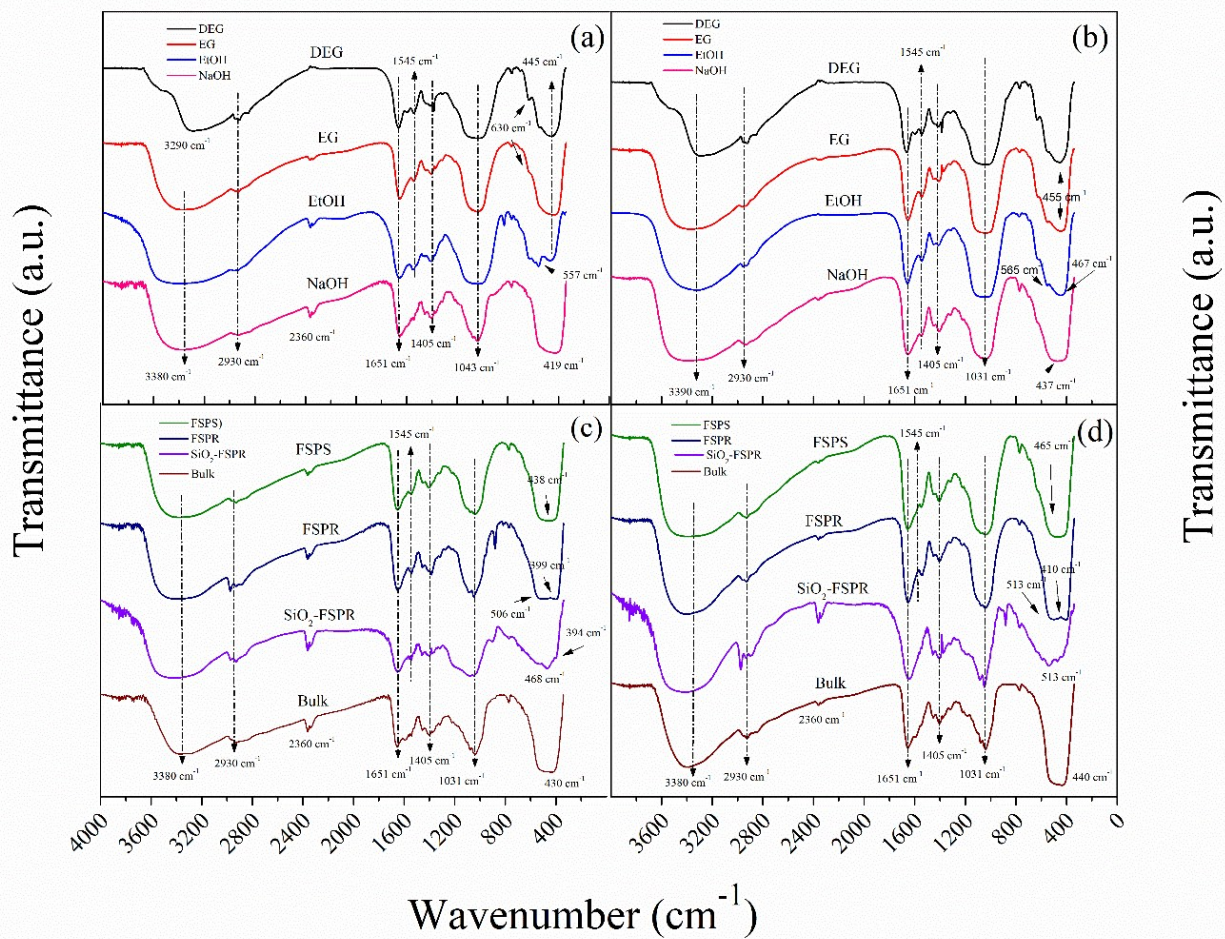 Transmittance (a.u.)
DEG
EG
EtOH
NaOH
(a)
DEG
1545 cm-1
445 cm-1
3290 cm-1
EG
630 cm-1
EtOH
557 cm-1
NaOH
2930 cm-1
2360 cm-1
1651 cm-1
1405 cm-1
1043 cm-1
419 cm-1
3380 cm-1
DEG
EG
EtOH
NaOH
(b)
1545 cm-1
DEG
EG
455 cm-1
EtOH
565 cm-1
467 cm-1
NaOH
3390 cm-1
2930 cm-1
1651 cm-1
1405 cm-1
1031 cm-1
437 cm-1
FSPS)
FSPR
SiO2-FSPR
Bulk
(c)
1545 cm-1
FSPS
438 cm-1
FSPR
399 cm-1
506 cm-1
SiO2-FSPR
394 cm-1
468 cm-1
Bulk
3380 cm-1
2930 cm-1
2360 cm-1
1651 cm-1
1405 cm-1
1031 cm-1
430 cm-1
FSPS
FSPR
SiO2-FSPR
Bulk
(d)
1545 cm-1
465 cm-1
FSPS
FSPR
513 cm-1
410 cm-1
SiO2-FSPR
513 cm-1
Bulk
2360 cm-1
3380 cm-1
2930 cm-1
1651 cm-1
1405 cm-1
1031 cm-1
440 cm-1
Transmittance (a.u.)
4000 3600 3200 2800 2400 2000 1600 1200 800 400
3600 3200 2800 2400 2000 1600 1200 800 400 0
Wavenumber (cm-1)